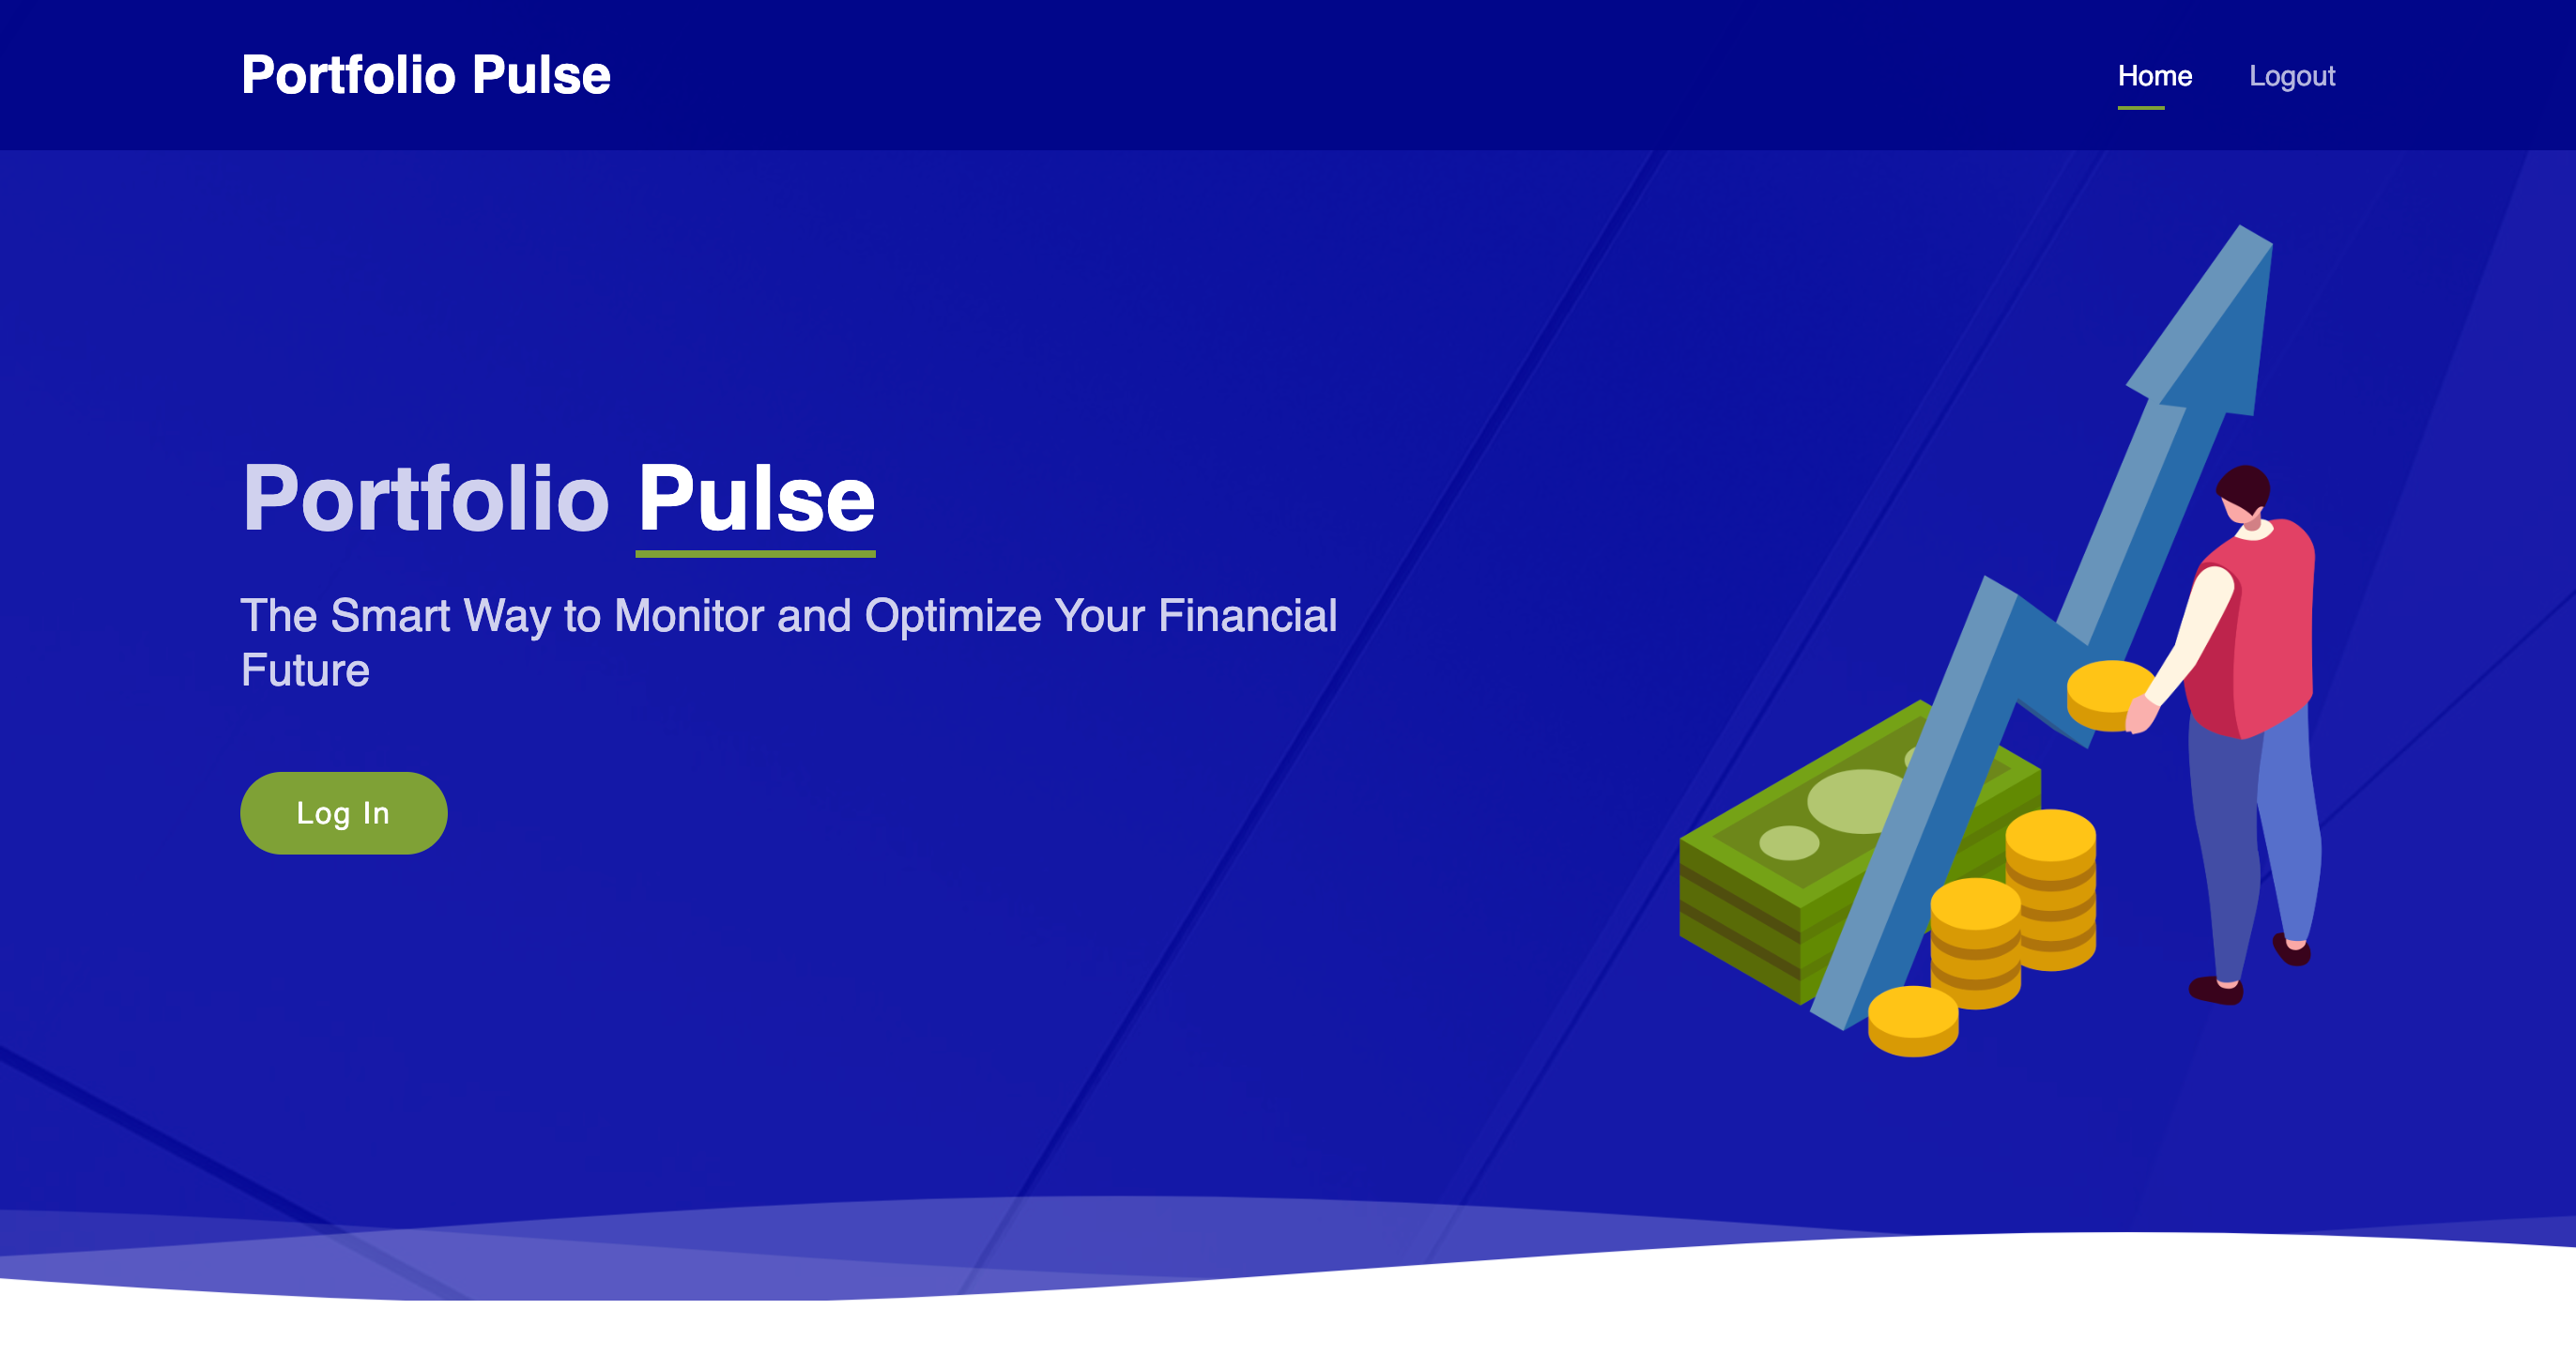 Portfolio Pulse
Home Logout
Portfolio Pulse
The Smart Way to Monitor and Optimize Your Financial
Future
Log In